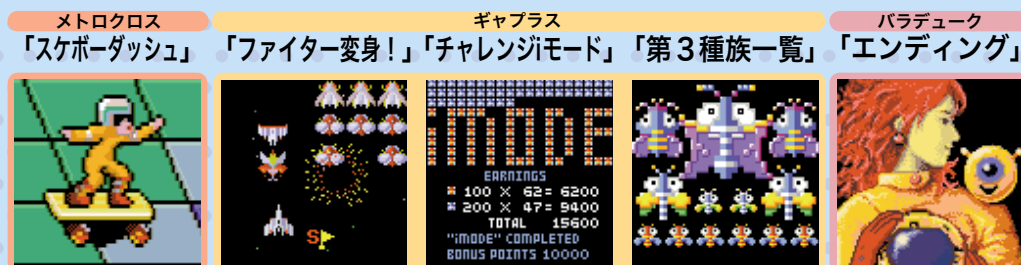 メトロクロス
ギャプラス
バラデューク
「スケボーダッシュ」
「ファイター変身！」
「チャレンジiモード」
「第３種族一覧」
「エンディング」
iMODE
EARNINGS
100 × 62= 6200
200 × 47= 9400
TOTAL 15600
"iMODE" COMPLETED
BONUS POINTS 10000
S